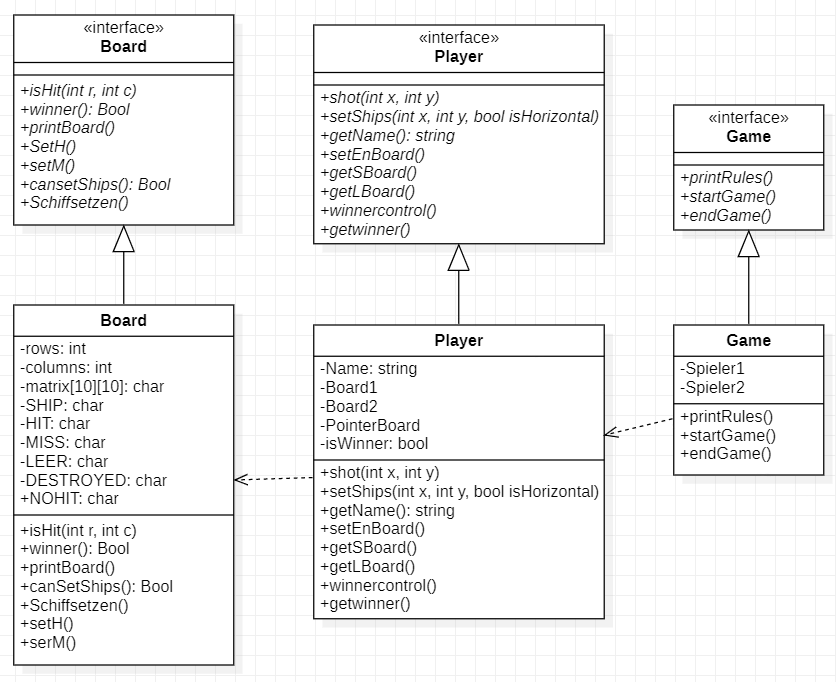 «interface»
Board
+isHit(int r, int c)
+winner(): Bool
+printBoard()
+SetH()
+setM()
+cansetShips(): Bool
+Schiffsetzen()
«interface»
Player
+shot(int x, int y)
+setShips(int x, int y, bool isHorizontal)
+getName(): string
+setEnBoard()
+getSBoard()
+getLBoard()
+winnercontrol()
+getwinner()
«interface»
Game
+printRules()
+startGame()
+endGame()
Board
-rows: int
-columns: int
-matrix[10][10]: char
-SHIP: char
-HIT: char
-MISS: char
-LEER: char
-DESTROYED: char
+NOHIT: char
+isHit(int r, int c)
+winner(): Bool
+printBoard()
+canSetShips(): Bool
+Schiffsetzen()
+setH()
+serM()
Player
-Name: string
-Board1
-Board2
-PointerBoard
-isWinner: bool
+shot(int x, int y)
+setShips(int x, int y, bool isHorizontal)
+getName(): string
+setEnBoard()
+getSBoard()
+getLBoard()
+winnercontrol()
+getwinner()
Game
-Spieler1
-Spieler2
+printRules()
+startGame()
+endGame()